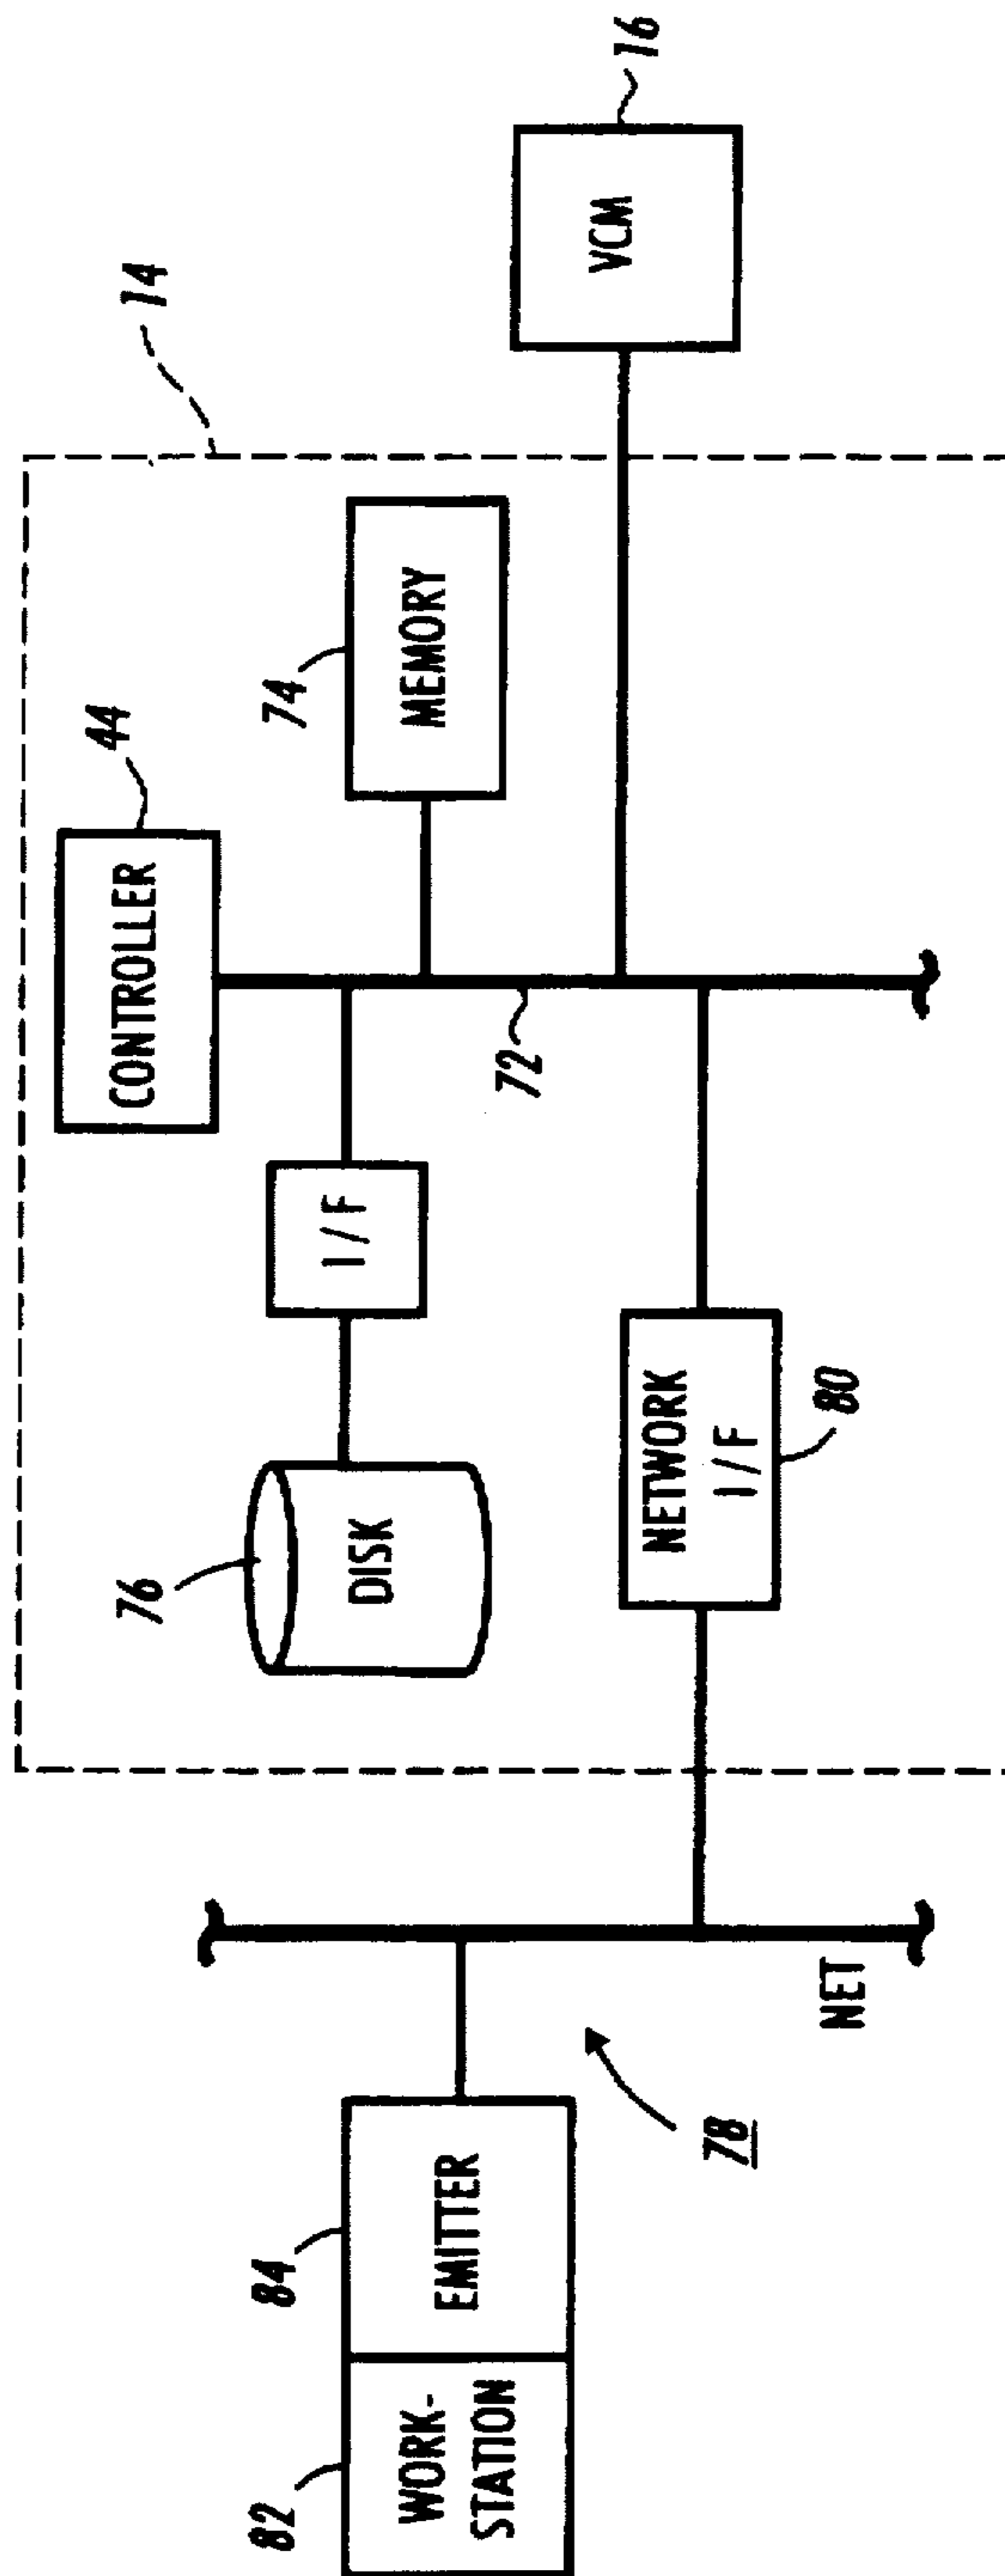 14
44
CONTROLLER
74
MEMORY
16
VCM
I/F
76
DISK
72
NETWORK
I/F
80
NET
78
84
EMITTER
82
WORK-
STATION